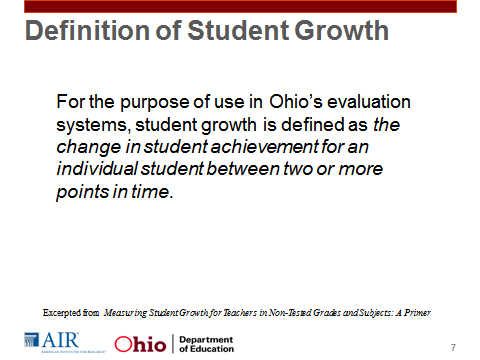 Definition of Student Growth
For the purpose of use in Ohio's evaluation
systems, student growth is defined as the
change in student achievement for an
individual student between two or more
points in time.
Excerpted from Measuring Student Growth for Teachers in Non-Tested Grades and Subjects: A Primer
AIR
AMERICAN INSTITUTES FOR RESEARCH
Ohio
Department
of Education
7